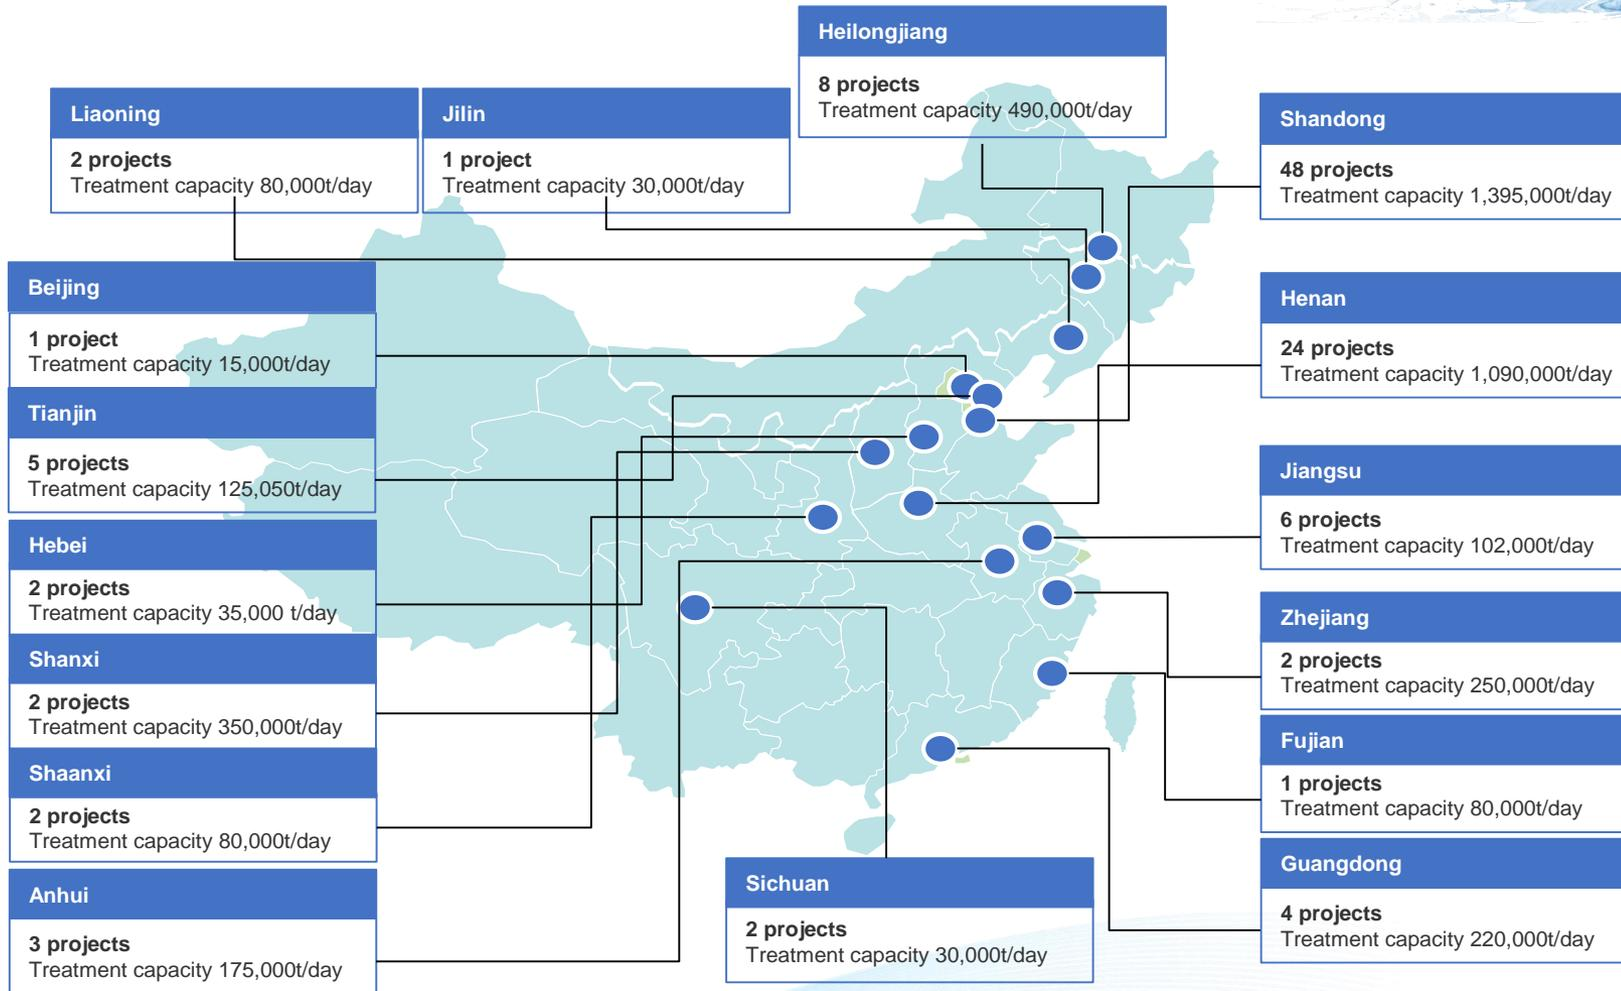 Heilongjiang
8 projects
Treatment capacity 490,000t/day
Liaoning
2 projects
Treatment capacity 80,000t/day
Jilin
1 project
Treatment capacity 30,000t/day
Shandong
48 projects
Treatment capacity 1,395,000t/day
Beijing
1 project
Treatment capacity 15,000t/day
Henan
24 projects
Treatment capacity 1,090,000t/day
Tianjin
5 projects
Treatment capacity 125,050t/day
Jiangsu
6 projects
Treatment capacity 102,000t/day
Hebei
2 projects
Treatment capacity 35,000 t/day
Zhejiang
2 projects
Treatment capacity 250,000t/day
Shanxi
2 projects
Treatment capacity 350,000t/day
Fujian
1 projects
Treatment capacity 80,000t/day
Shaanxi
2 projects
Treatment capacity 80,000t/day
Guangdong
4 projects
Treatment capacity 220,000t/day
Anhui
3 projects
Treatment capacity 175,000t/day
Sichuan
2 projects
Treatment capacity 30,000t/day